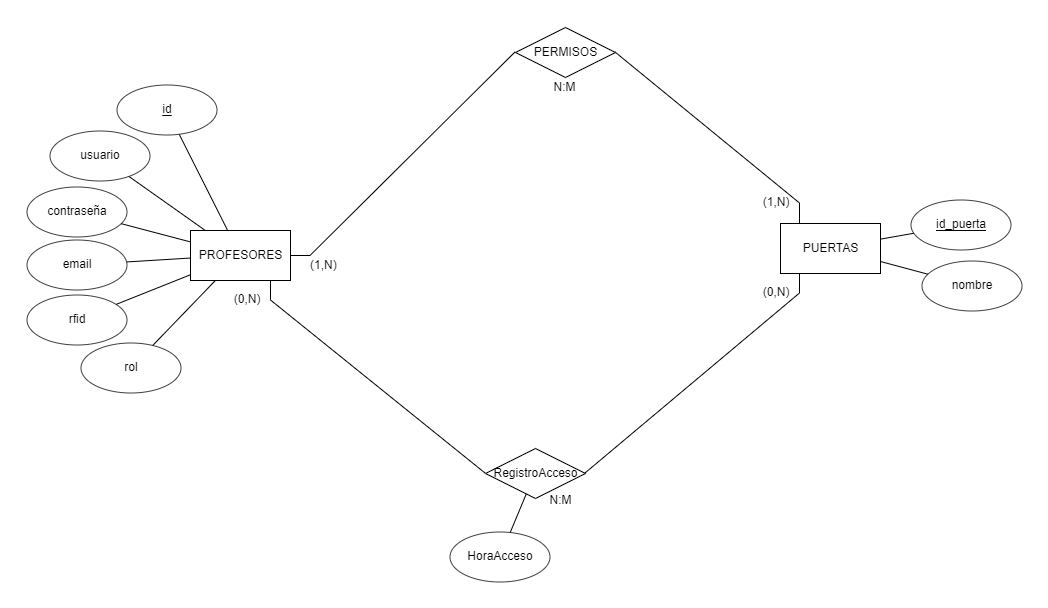 PERMISOS
N:M
id
usuario
contraseña
email
rfid
rol
PROFESORES
(1,N)
(0,N)
(1,N)
PUERTAS
(0,N)
id_puerta
nombre
RegistroAcceso
N:M
HoraAcceso